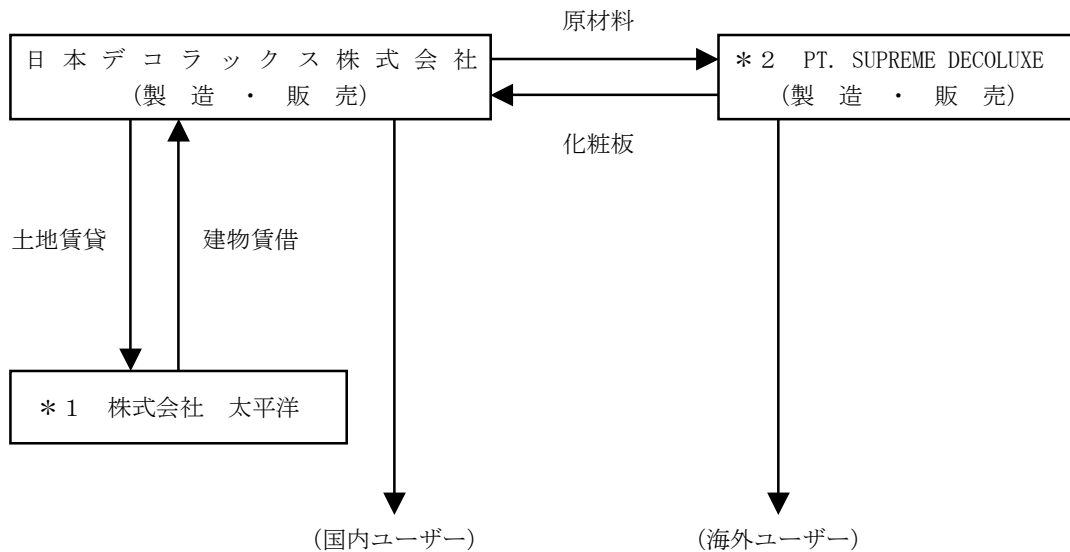 原材料
日本デコラックス株式会社
(製造・販売)
＊２　PT. SUPREME DECOLUXE
(製造・販売)
化粧板
土地賃貸
建物賃借
＊１　株式会社　太平洋
(国内ユーザー)
(海外ユーザー)